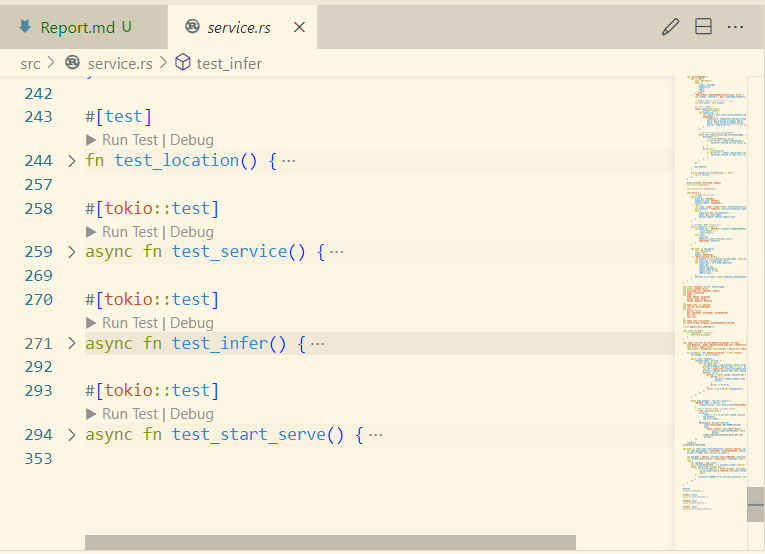 Report.md U
service.rs
src > service.rs > test_infer
242
243 #[test]
Run Test | Debug
244 fn test_location() { ...
257
258 #[tokio::test]
Run Test | Debug
259 async fn test_service() { ...
269
270 #[tokio::test]
Run Test | Debug
271 async fn test_infer() { ...
292
293 #[tokio::test]
Run Test | Debug
294 async fn test_start_serve() { ...
353